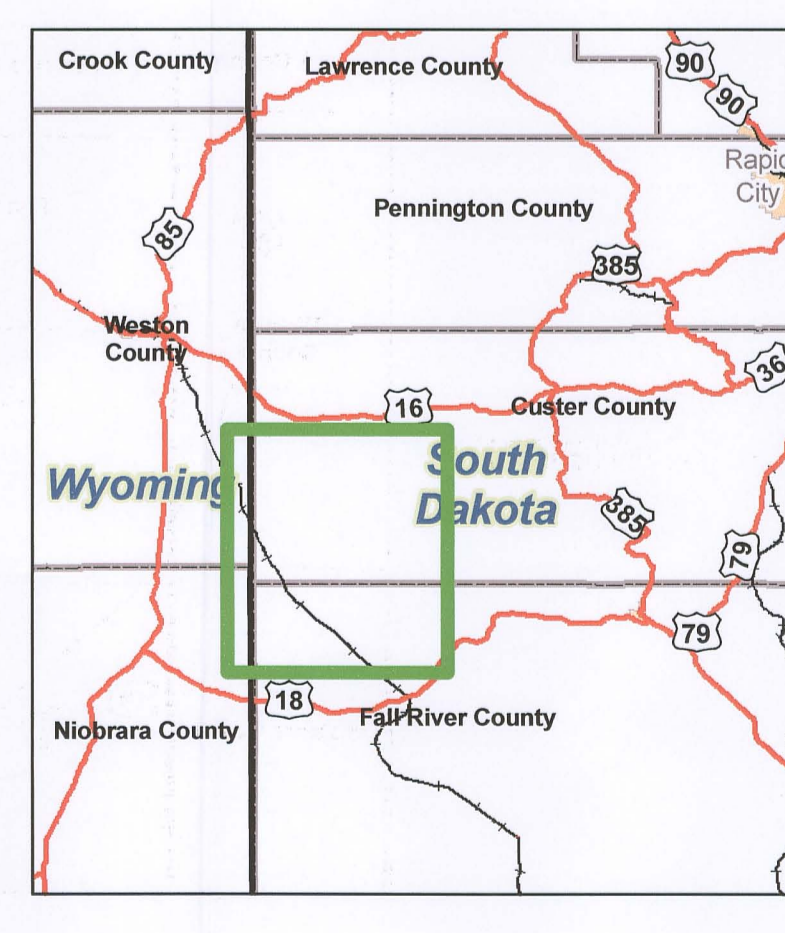 Crook County
Lawrence County
90
90
Rapid
City
Pennington County
85
385
Weston
County
36
16
Custer County
Wyoming
South
Dakota
385
79
79
18
Fall River County
Niobrara County